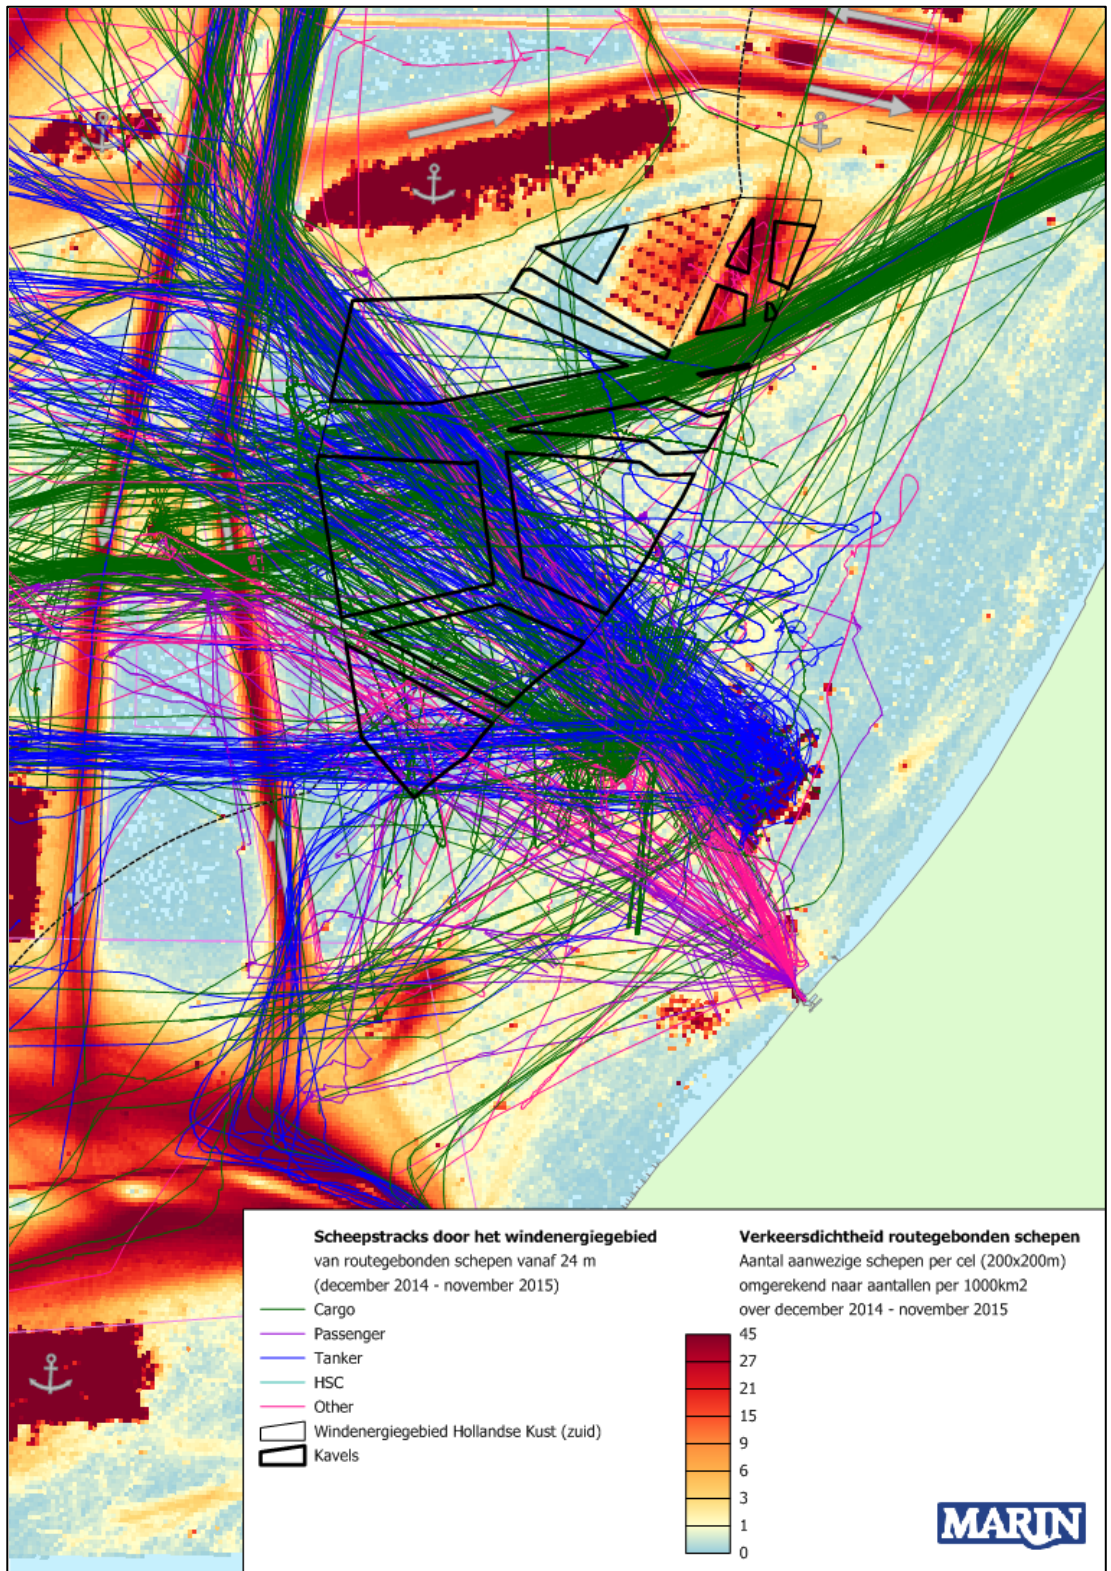 Scheepstracks door het windenergiegebied
van routegebonden schepen vanaf 24 m
(december 2014 - november 2015)
Cargo
Passenger
Tanker
HSC
Other
Windenergiegebied Hollandse Kust (zuid)
Kavels
Verkeersdichtheid routegebonden schepen
Aantal aanwezige schepen per cel (200x200m)
omgerekend naar aantallen per 1000km2
over december 2014 - november 2015
45
27
21
15
9
6
3
1
0
MARIN